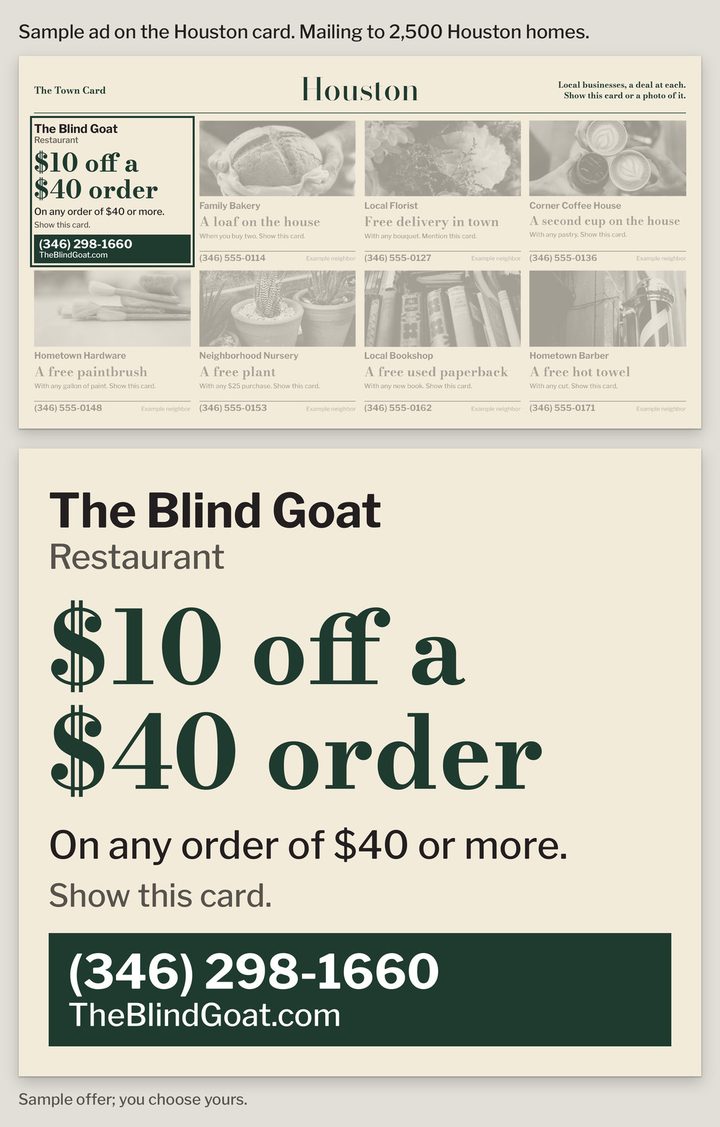 Sample ad on the Houston card. Mailing to 2,500 Houston homes.
The Town Card
Houston
Local businesses, a deal at each.
Show this card or a photo of it.
The Blind Goat
Restaurant
$10 off a
$40 order
On any order of $40 or more.
Show this card.
(346) 298-1660
TheBlindGoat.com
Family Bakery
A loaf on the house
When you buy two. Show this card.
(346) 555-0114 Example neighbor
Local Florist
Free delivery in town
With any bouquet. Mention this card.
(346) 555-0127 Example neighbor
Corner Coffee House
A second cup on the house
With any pastry. Show this card.
(346) 555-0136 Example neighbor
Hometown Hardware
A free paintbrush
With any gallon of paint. Show this card.
(346) 555-0148 Example neighbor
Neighborhood Nursery
A free plant
With any $25 purchase. Show this card.
(346) 555-0153 Example neighbor
Local Bookshop
A free used paperback
With any new book. Show this card.
(346) 555-0162 Example neighbor
Hometown Barber
A free hot towel
With any cut. Show this card.
(346) 555-0171 Example neighbor
The Blind Goat
Restaurant
$10 off a
$40 order
On any order of $40 or more.
Show this card.
(346) 298-1660
TheBlindGoat.com
Sample offer; you choose yours.